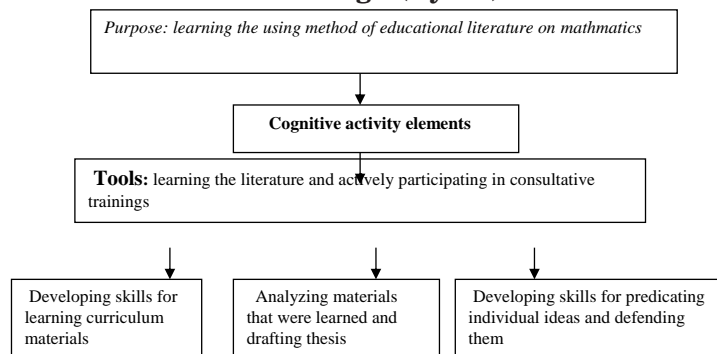 Purpose: learning the using method of educational literature on mathmatics
Cognitive activity elements
Tools: learning the literature and actively participating in consultative
trainings
Developing skills for
learning curriculum
materials
Analyzing materials
that were learned and
drafting thesis
Developing skills for predicating
individual ideas and defending
them